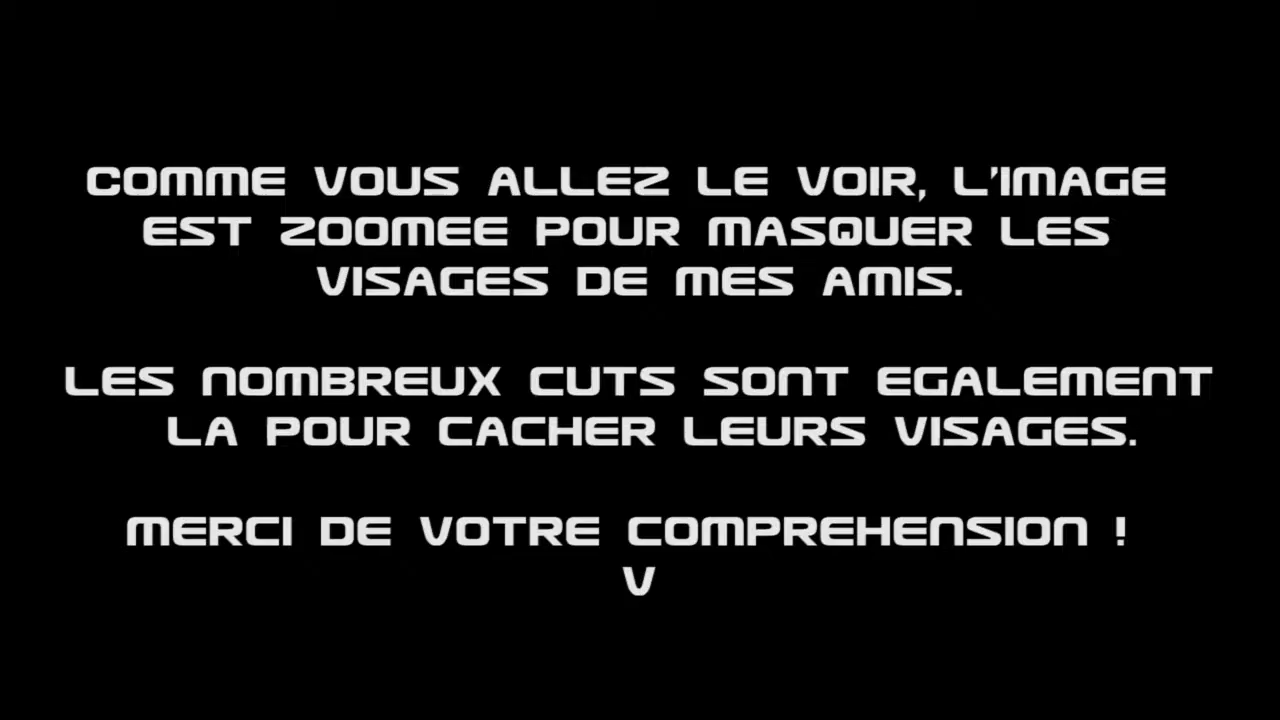 COMME VOUS ALLEZ LE VOIR, L'IMAGE
EST ZOOMEE POUR MASQUER LES
VISAGES DE MES AMIS.
LES NOMBREUX CUTS SONT EGALEMENT
LA POUR CACHER LEURS VISAGES.
MERCI DE VOTRE COMPREHENSION !
V